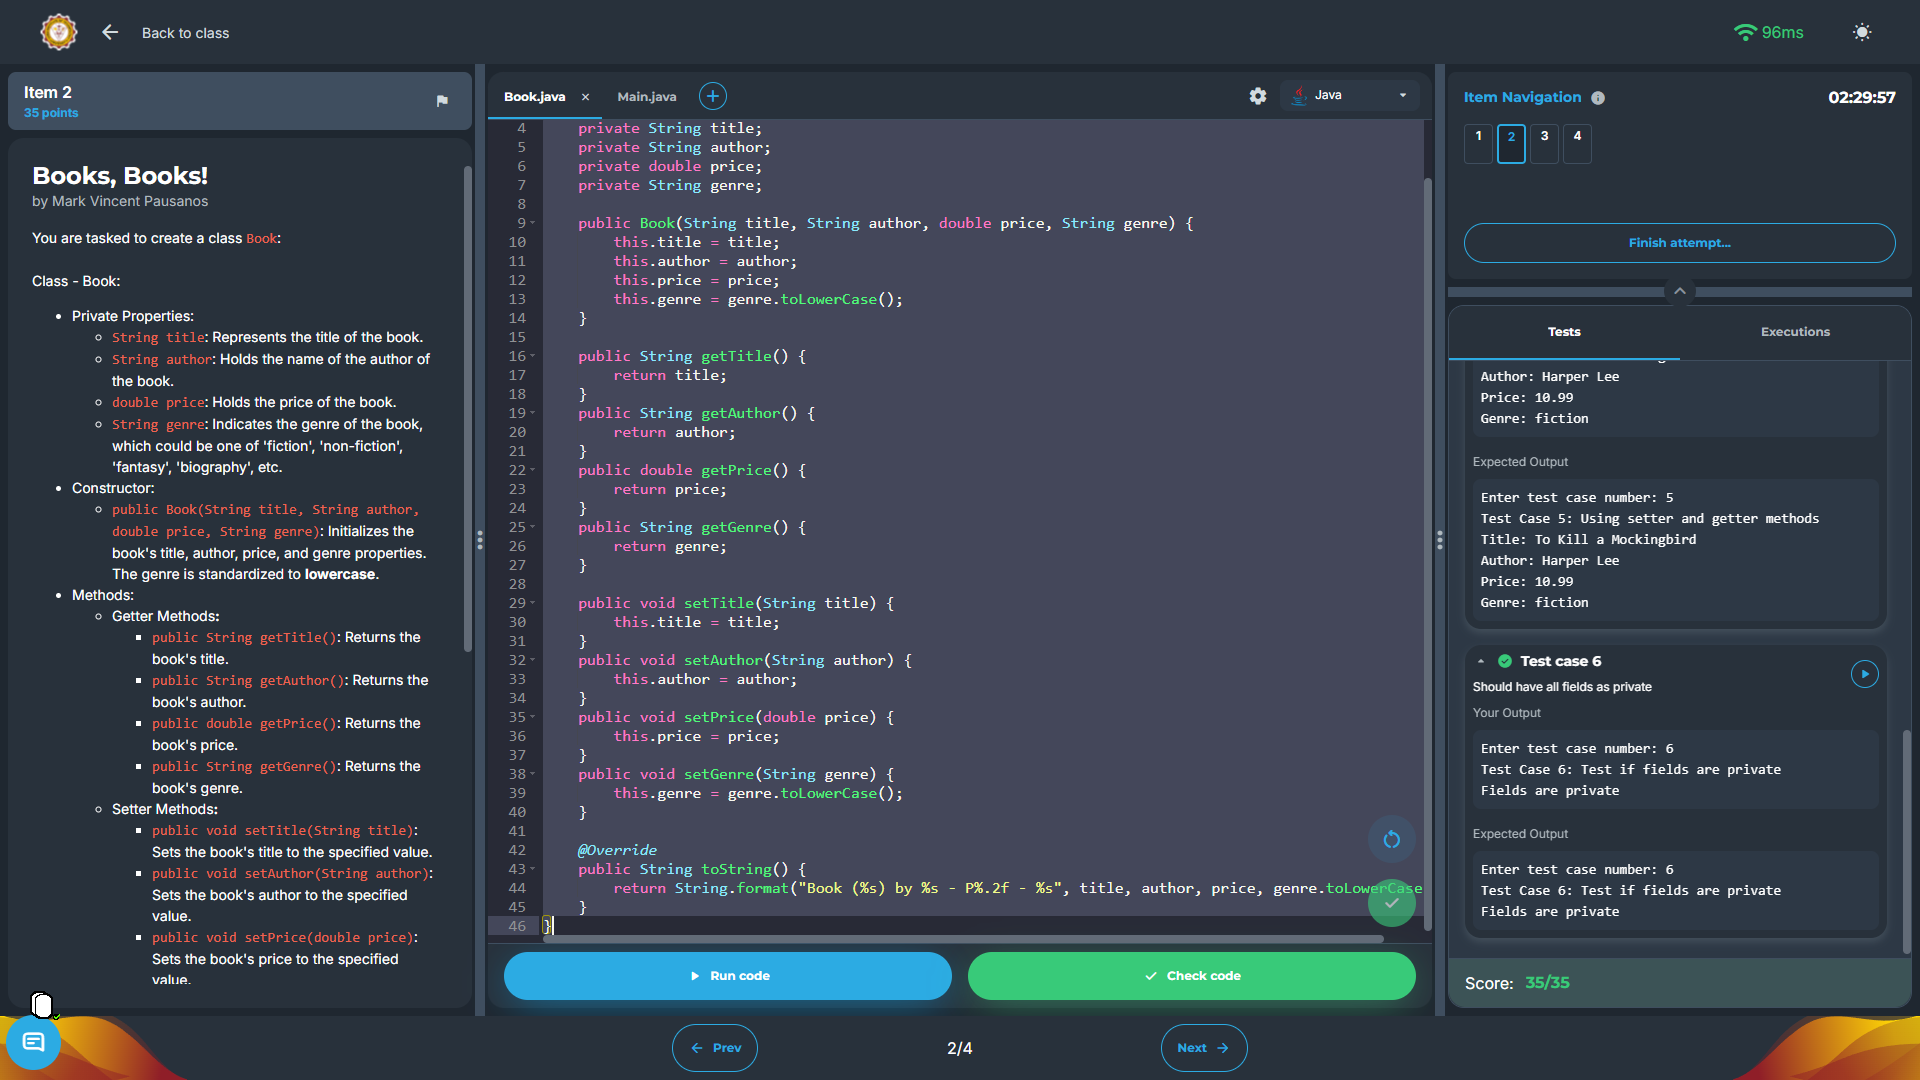 Back to class
96ms
Item 2
35 points
Books, Books!
by Mark Vincent Pausanos
You are tasked to create a class Book:
Class - Book:
Private Properties:
String title: Represents the title of the book.
String author: Holds the name of the author of
the book.
double price: Holds the price of the book.
String genre: Indicates the genre of the book,
which could be one of 'fiction', 'non-fiction',
'fantasy', 'biography', etc.
Constructor:
public Book(String title, String author,
double price, String genre): Initializes the
book's title, author, price, and genre properties.
The genre is standardized to lowercase.
Methods:
Getter Methods:
public String getTitle(): Returns the
book's title.
public String getAuthor(): Returns the
book's author.
public double getPrice(): Returns the
book's price.
public String getGenre(): Returns the
book's genre.
Setter Methods:
public void setTitle(String title):
Sets the book's title to the specified value.
public void setAuthor(String author):
Sets the book's author to the specified
value.
public void setPrice(double price):
Sets the book's price to the specified
value.
Book.java ×
Main.java
Java
4 private String title;
5 private String author;
6 private double price;
7 private String genre;
8
9 public Book(String title, String author, double price, String genre) {
10 this.title = title;
11 this.author = author;
12 this.price = price;
13 this.genre = genre.toLowerCase();
14 }
15
16 public String getTitle() {
17 return title;
18 }
19 public String getAuthor() {
20 return author;
21 }
22 public double getPrice() {
23 return price;
24 }
25 public String getGenre() {
26 return genre;
27 }
28
29 public void setTitle(String title) {
30 this.title = title;
31 }
32 public void setAuthor(String author) {
33 this.author = author;
34 }
35 public void setPrice(double price) {
36 this.price = price;
37 }
38 public void setGenre(String genre) {
39 this.genre = genre.toLowerCase();
40 }
41
42 @Override
43 public String toString() {
44 return String.format("Book (%s) by %s - P%.2f - %s", title, author, price, genre.toLowerCase
45 }
46 }
Run code
Check code
Prev
2/4
Next
Item Navigation
02:29:57
1
2
3
4
Finish attempt...
Tests
Executions
Author: Harper Lee
Price: 10.99
Genre: fiction
Expected Output
Enter test case number: 5
Test Case 5: Using setter and getter methods
Title: To Kill a Mockingbird
Author: Harper Lee
Price: 10.99
Genre: fiction
Test case 6
Should have all fields as private
Your Output
Enter test case number: 6
Test Case 6: Test if fields are private
Fields are private
Expected Output
Enter test case number: 6
Test Case 6: Test if fields are private
Fields are private
Score: 35/35